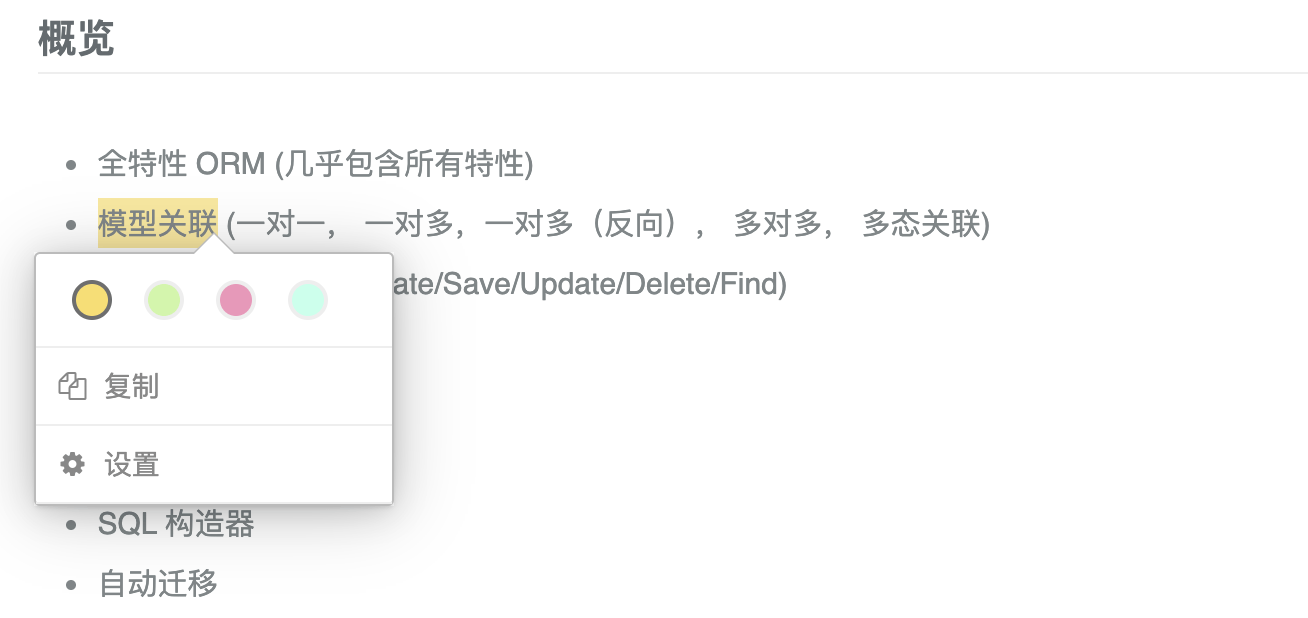 概览
全特性 ORM (几乎包含所有特性)
模型关联 (一对一， 一对多，一对多（反向）， 多对多， 多态关联)
ate/Save/Update/Delete/Find)
复制
设置
SQL 构造器
自动迁移